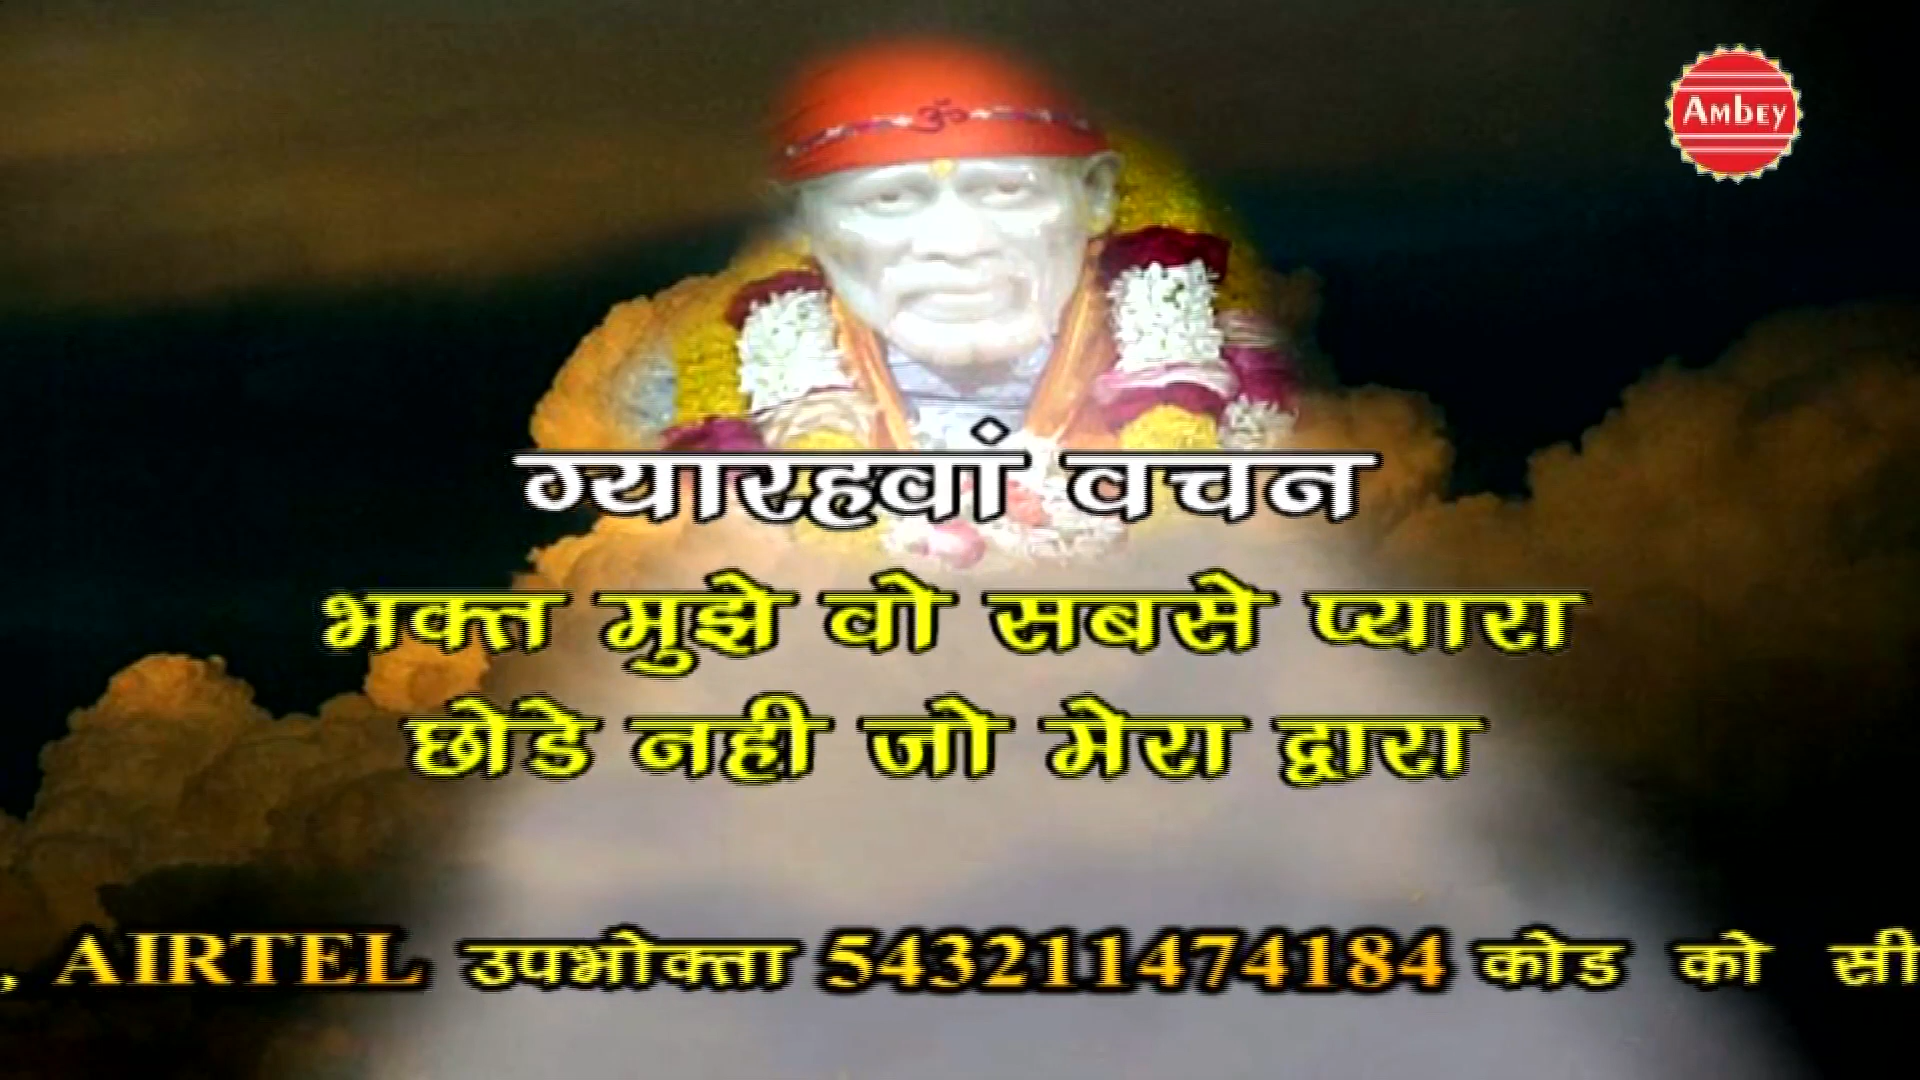 ॐ
AMBEY
ग्यारहवां वचन
भक्त मुझे वो सबसे प्यारा
छोडे नही जो मेरा द्वारा
, AIRTEL उपभोक्ता 543211474184 कोड को सी